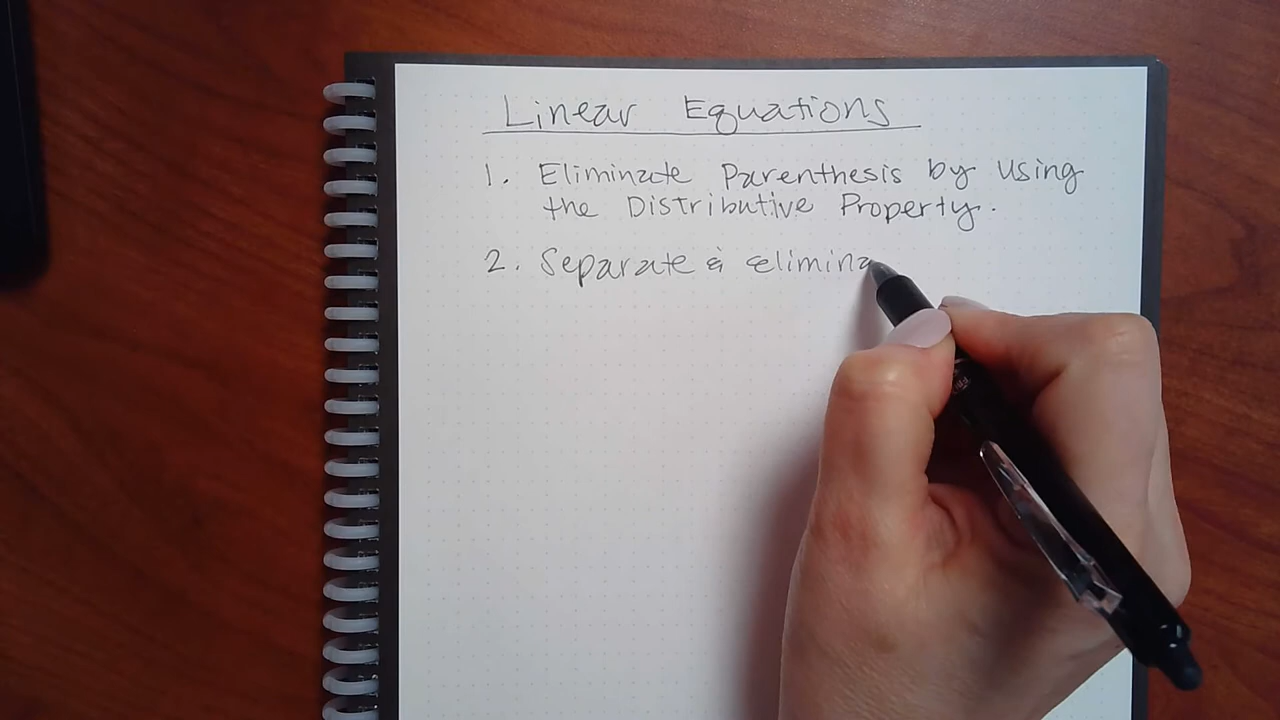 Linear Equations
1. Eliminate Parenthesis by using
the Distributive Property.
2. Separate & elimina